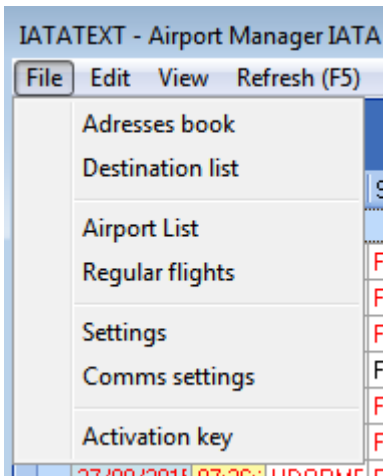 IATATEXT - Airport Manager IATA
File Edit View Refresh (F5)
Adresses book
Destination list
Airport List
Regular flights
Settings
Comms settings
Activation key